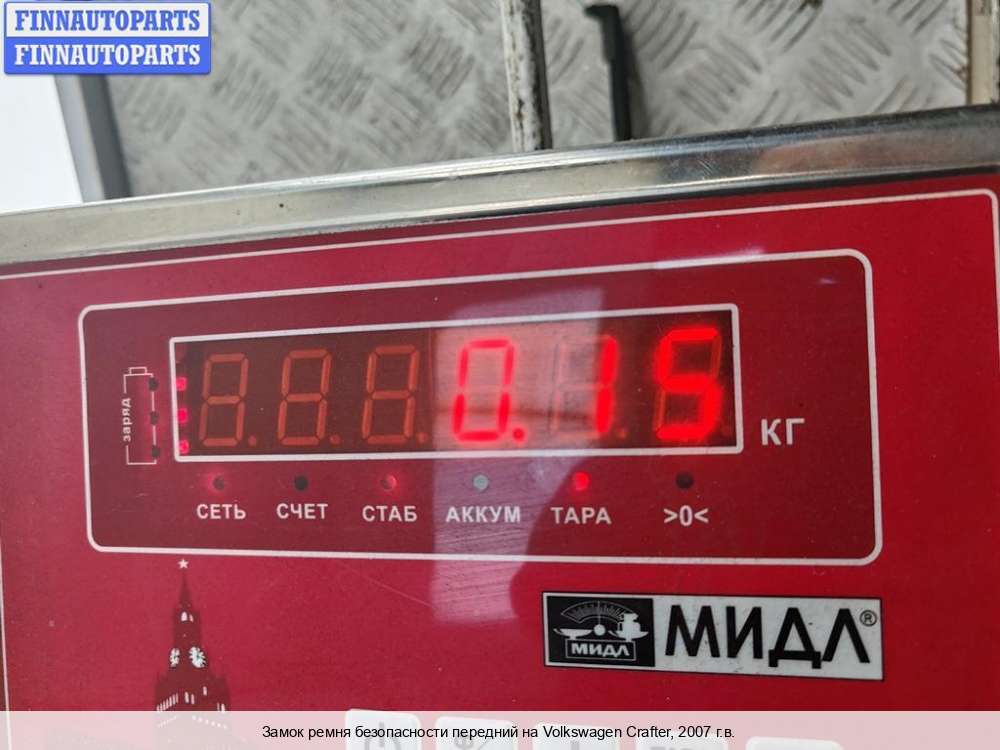 FINNAUTOPARTS
FINNAUTOPARTS
заряд
0.15
КГ
СЕТЬ СЧЕТ СТАБ АККУМ ТАРА >0<
МИДЛ МИДЛ®
Замок ремня безопасности передний на Volkswagen Crafter, 2007 г.в.